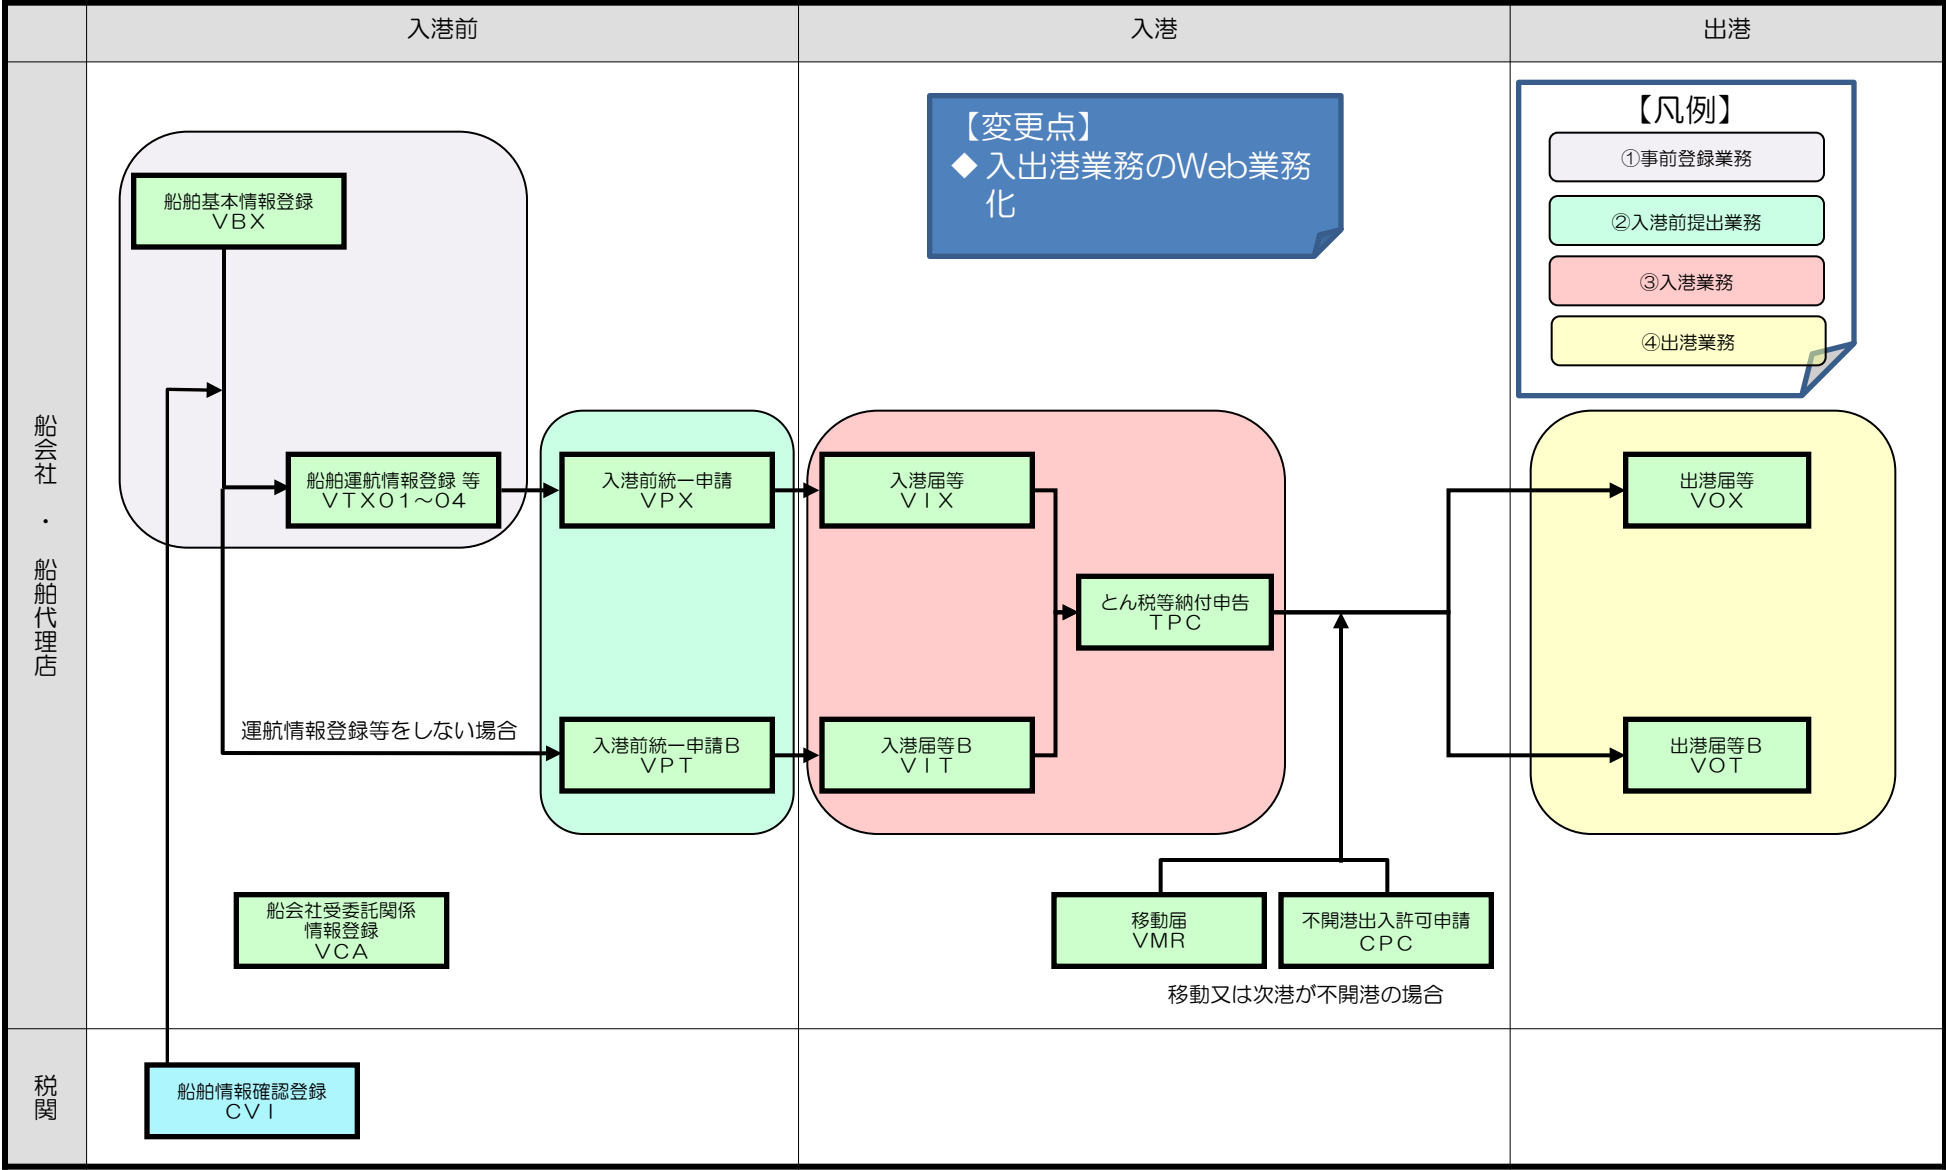 入港前
入港
出港
船会社・船舶代理店
税関
【変更点】
◆ 入出港業務のWeb業務
化
【凡例】
①事前登録業務
②入港前提出業務
③入港業務
④出港業務
船舶基本情報登録
ＶＢＸ
船舶運航情報登録 等
ＶＴＸ０１～０４
入港前統一申請
ＶＰＸ
入港届等
ＶＩＸ
とん税等納付申告
ＴＰＣ
出港届等
ＶＯＸ
運航情報登録等をしない場合
入港前統一申請Ｂ
ＶＰＴ
入港届等Ｂ
ＶＩＴ
出港届等Ｂ
ＶＯＴ
船会社受委託関係
情報登録
ＶＣＡ
移動届
ＶＭＲ
不開港出入許可申請
ＣＰＣ
移動又は次港が不開港の場合
船舶情報確認登録
ＣＶＩ